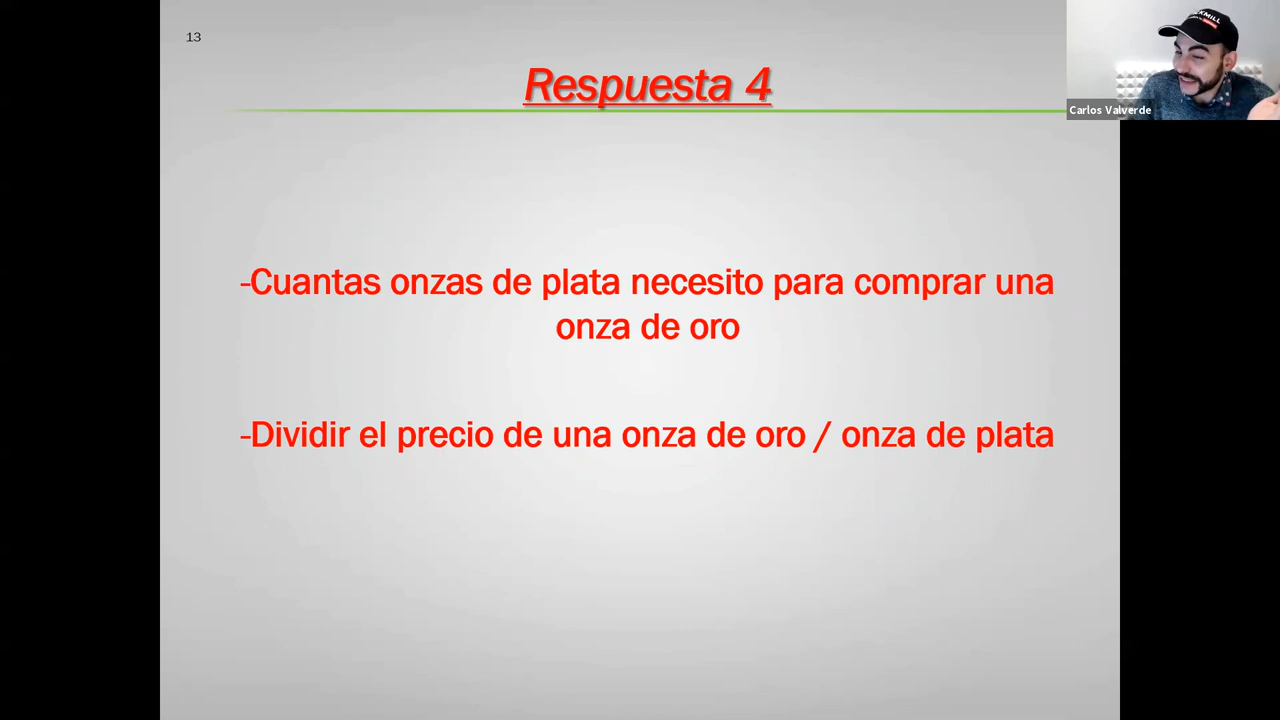 13
Respuesta 4
-Cuantas onzas de plata necesito para comprar una
onza de oro
-Dividir el precio de una onza de oro / onza de plata
Carlos Valverde